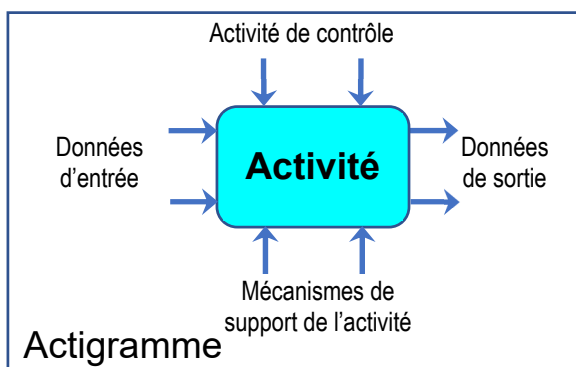 Activité de contrôle
Données
d’entrée
Activité
Données
de sortie
Mécanismes de
support de l’activité
Actigramme